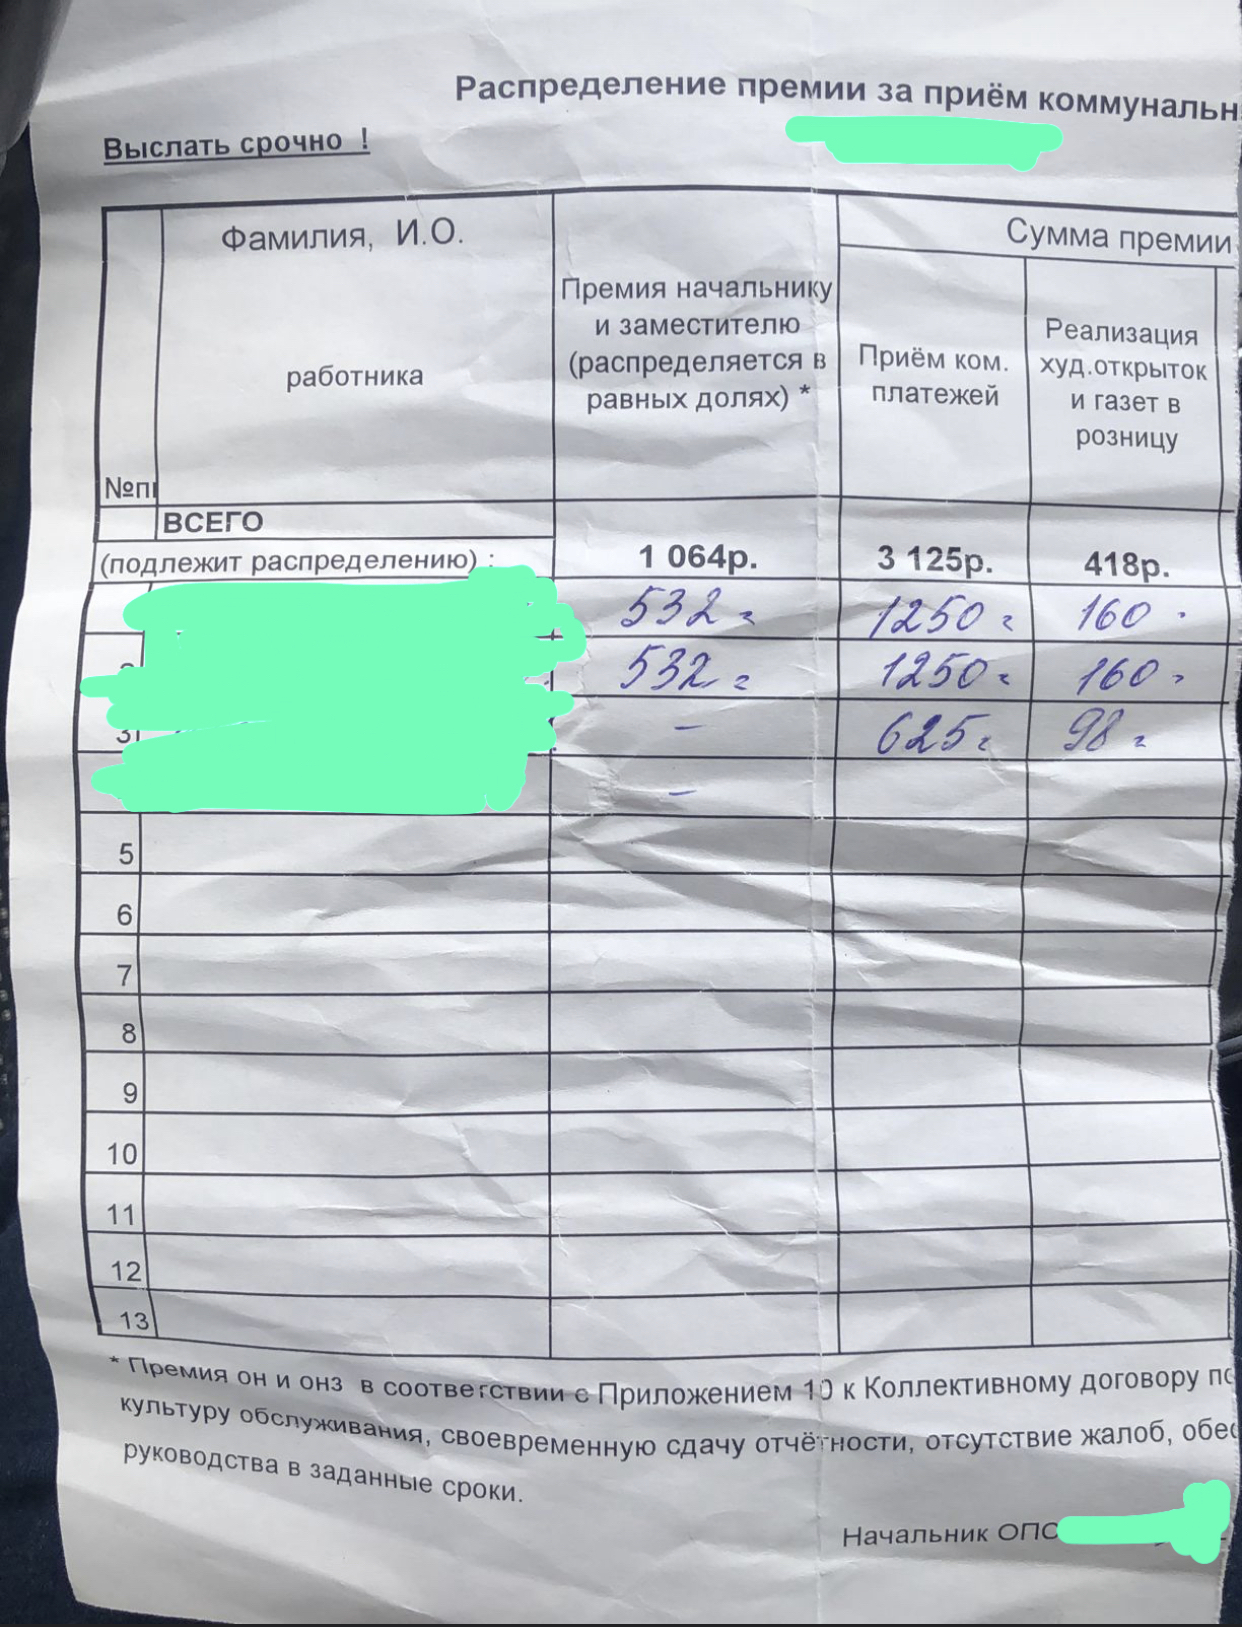 Распределение премии за приём коммунальн
Выслать срочно !
Фамилия, И.О.
работника
Премия начальнику
и заместителю
(распределяется в
равных долях) *
Сумма премии
Приём ком.
платежей
Реализация
худ.открыток
и газет в
розницу
№пп
ВСЕГО
(подлежит распределению) :
1 064р. 3 125р. 418р.
532 1250 160
532 1250 160
3 - 625 98
-
5
6
7
8
9
10
11
12
13
* Премия он и онз в соответствии с Приложением 10 к Коллективному договору
культуру обслуживания, своевременную сдачу отчётности, отсутствие жалоб,
руководства в заданные сроки.
Начальник ОПС